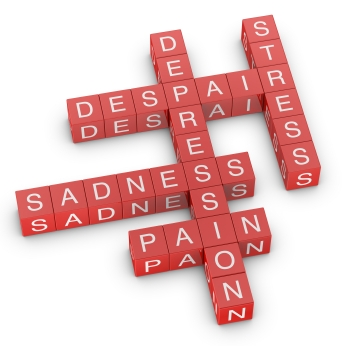 DEPRESSION
STRESS
DESPAIR
SADNESS
PAIN